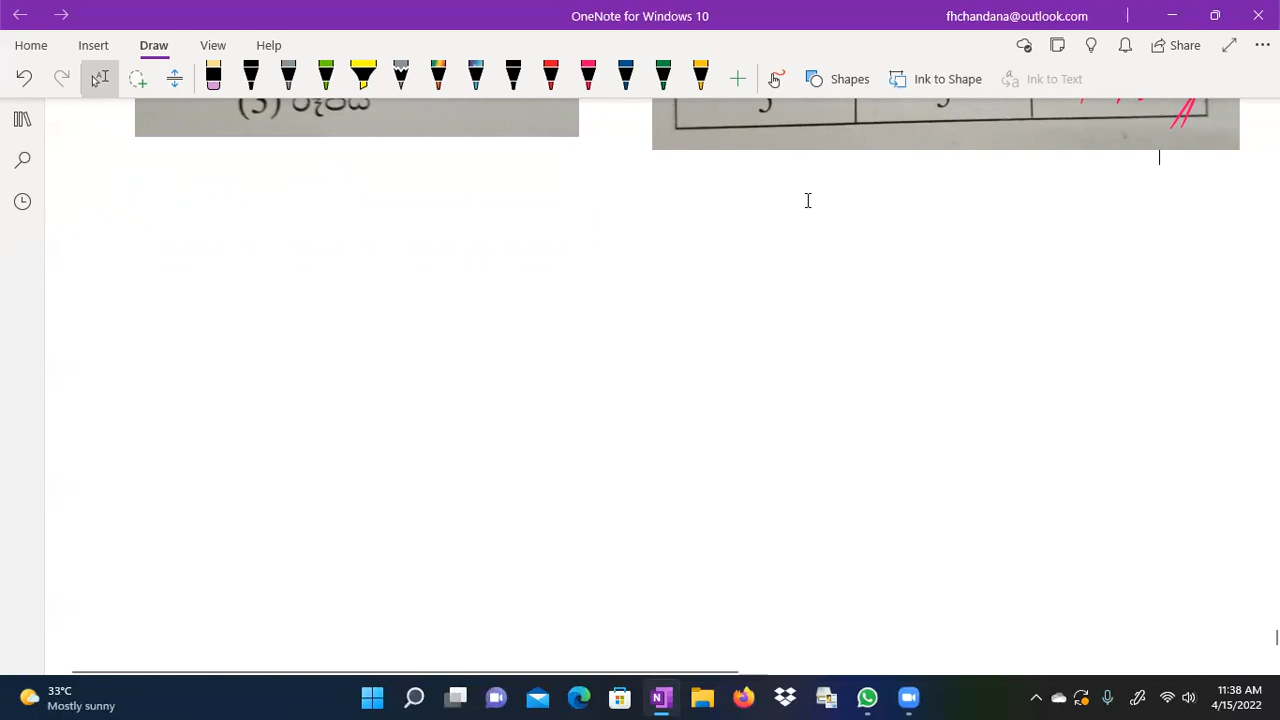 OneNote for Windows 10
fhchandana@outlook.com
Home
Insert
Draw
View
Help
Share
Shapes
Ink to Shape
Ink to Text
33°C
Mostly sunny
11:38 AM
4/15/2022